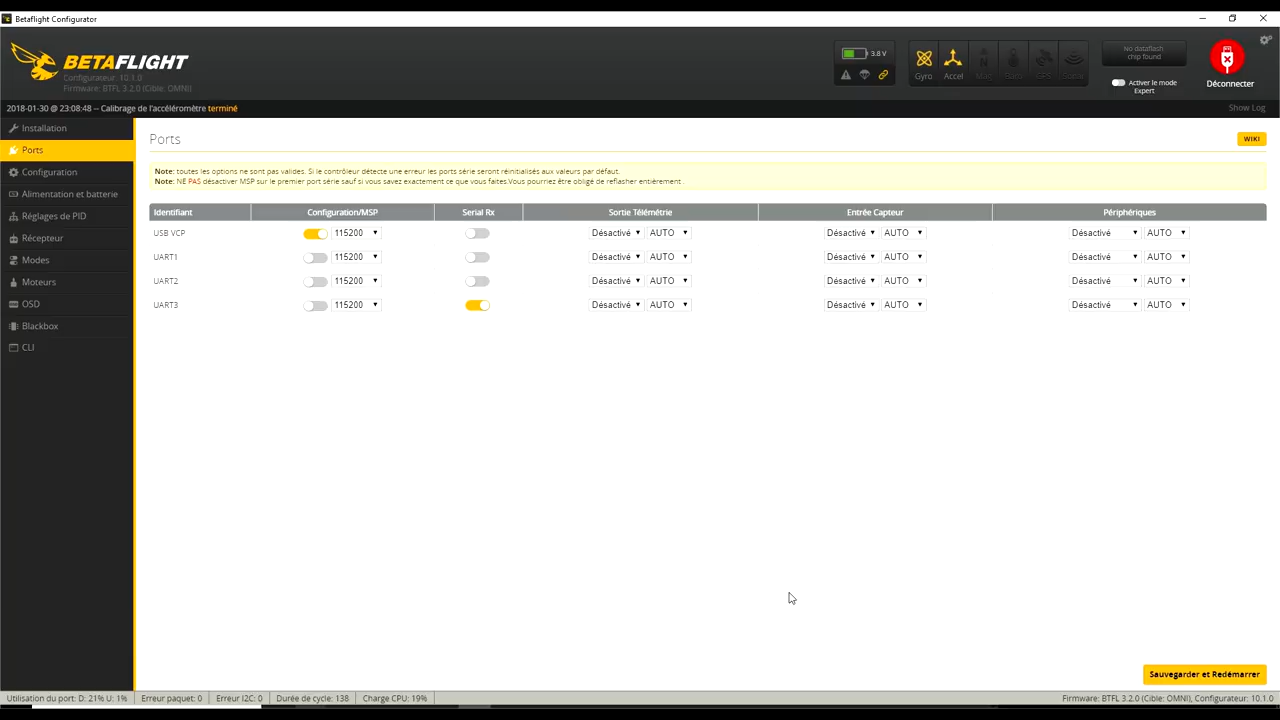 Betaflight Configurator
BETAFLIGHT
Configurateur: 10.1.0
Firmware: BTFL 3.2.0 (Cible: OMNI)
3.8 V
Gyro Accel Mag Baro GPS Sonar
No dataflash
chip found
Activer le mode
Expert
Déconnecter
2018-01-30 @ 23:08:48 -- Calibrage de l'accéléromètre terminé
Show Log
Installation
Ports
Configuration
Alimentation et batterie
Réglages de PID
Récepteur
Modes
Moteurs
OSD
Blackbox
CLI
Ports
WIKI
Note: toutes les options ne sont pas valides. Si le contrôleur détecte une erreur les ports série seront réinitialisés aux valeurs par défaut.
Note: NE PAS désactiver MSP sur le premier port série sauf si vous savez exactement ce que vous faites.Vous pourriez être obligé de reflasher entièrement .
Identifiant Configuration/MSP Serial Rx Sortie Télémétrie Entrée Capteur Périphériques
USB VCP 115200 Désactivé AUTO Désactivé AUTO Désactivé AUTO
UART1 115200 Désactivé AUTO Désactivé AUTO Désactivé AUTO
UART2 115200 Désactivé AUTO Désactivé AUTO Désactivé AUTO
UART3 115200 Désactivé AUTO Désactivé AUTO Désactivé AUTO
Sauvegarder et Redémarrer
Utilisation du port: D: 21% U: 1% Erreur paquet: 0 Erreur I2C: 0 Durée de cycle: 138 Charge CPU: 19% Firmware: BTFL 3.2.0 (Cible: OMNI), Configurateur: 10.1.0